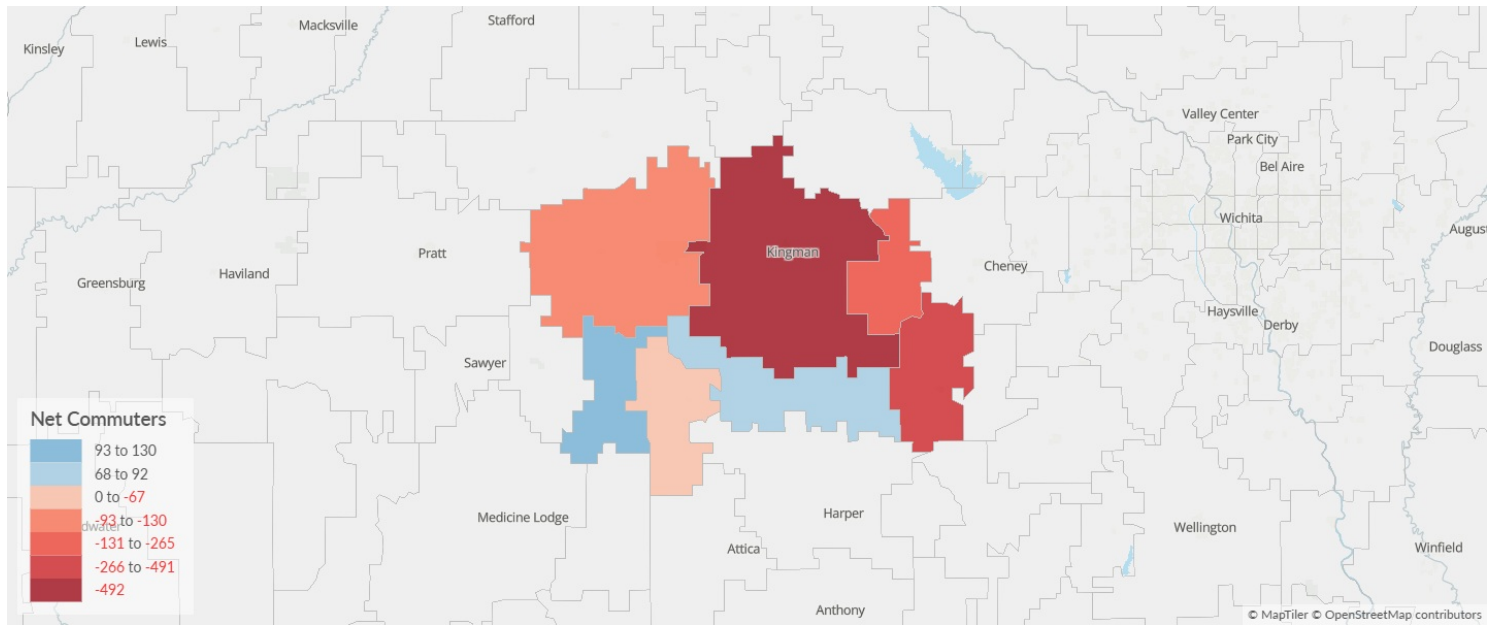 Stafford
Macksville
Lewis
Kinsley
Valley Center
Park City
Bel Aire
Wichita
August
Kingman
Pratt
Cheney
Haviland
Greensburg
Haysville
Derby
Douglass
Sawyer
Net Commuters
93 to 130
68 to 92
0 to -67
-93 to -130
-131 to -265
-266 to -491
-492
dwater
Medicine Lodge
Harper
Attica
Wellington
Winfield
Anthony
© MapTiler © OpenStreetMap contributors